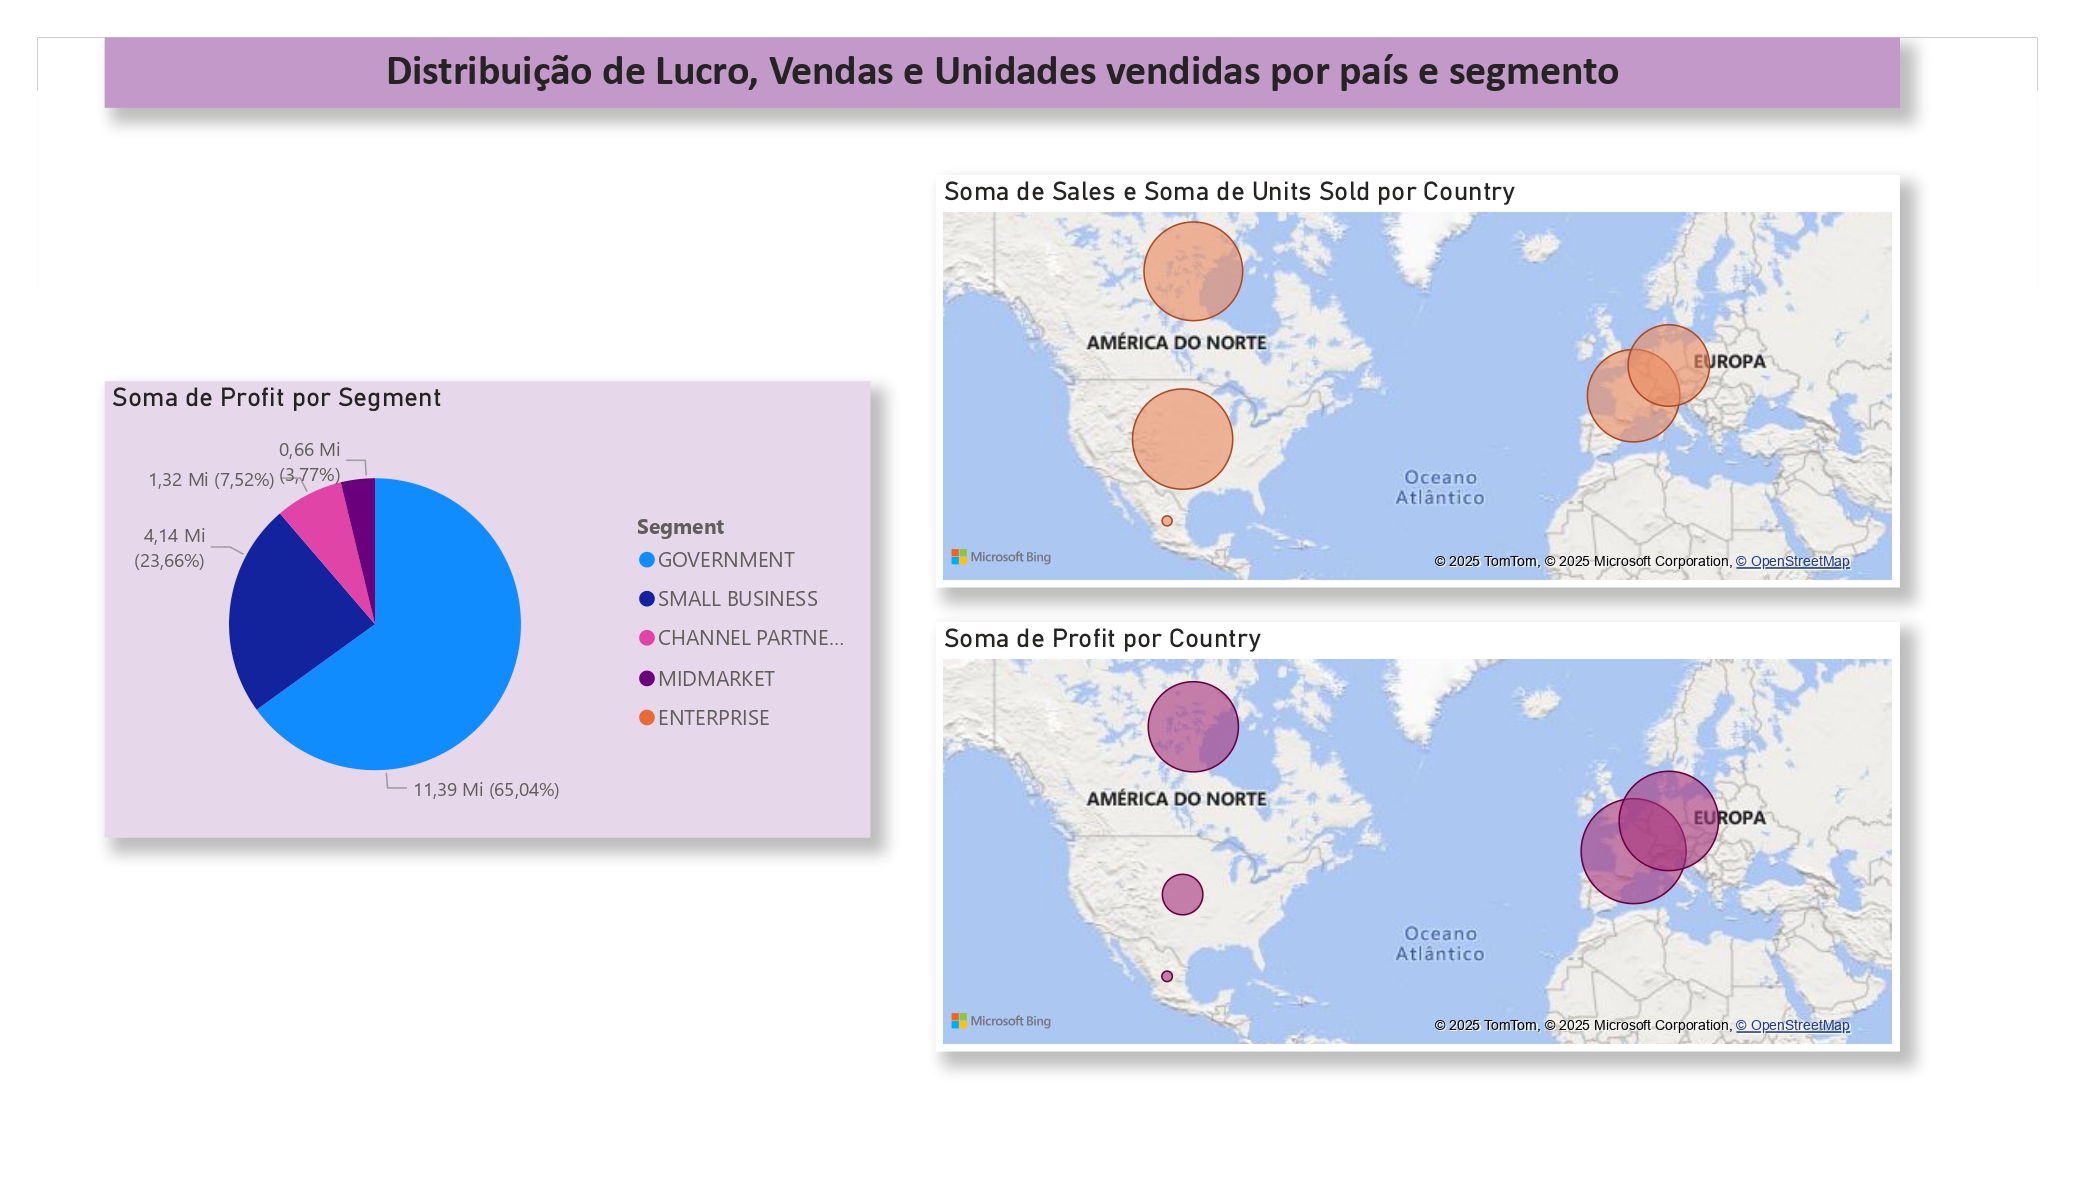 Distribuição de Lucro, Vendas e Unidades vendidas por país e segmento
Soma de Profit por Segment
0,66 Mi
(3,77%)
1,32 Mi (7,52%)
4,14 Mi
(23,66%)
11,39 Mi (65,04%)
Segment
GOVERNMENT
SMALL BUSINESS
CHANNEL PARTNE...
MIDMARKET
ENTERPRISE
Soma de Sales e Soma de Units Sold por Country
AMÉRICA DO NORTE
EUROPA
Oceano
Atlântico
Microsoft Bing
© 2025 TomTom, © 2025 Microsoft Corporation, © OpenStreetMap
Soma de Profit por Country
AMÉRICA DO NORTE
EUROPA
Oceano
Atlântico
Microsoft Bing
© 2025 TomTom, © 2025 Microsoft Corporation, © OpenStreetMap